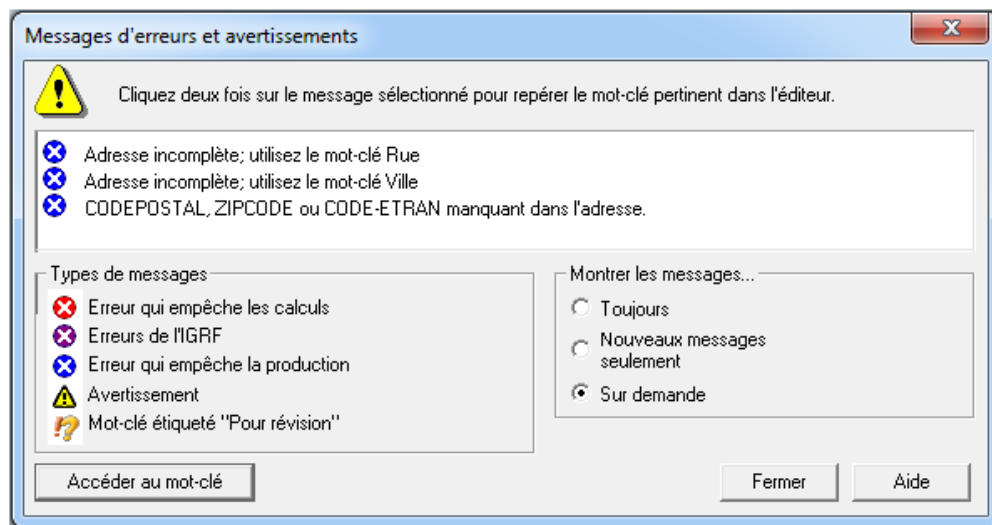 Messages d'erreurs et avertissements
Cliquez deux fois sur le message sélectionné pour repérer le mot-clé pertinent dans l'éditeur.
Adresse incomplète; utilisez le mot-clé Rue
Adresse incomplète; utilisez le mot-clé Ville
CODEPOSTAL, ZIPCODE ou CODE-ETRAN manquant dans l'adresse.
Types de messages
Erreur qui empêche les calculs
Erreurs de l'IGRF
Erreur qui empêche la production
Avertissement
Mot-clé étiqueté "Pour révision"
Montrer les messages...
Toujours
Nouveaux messages
seulement
Sur demande
Accéder au mot-clé
Fermer
Aide